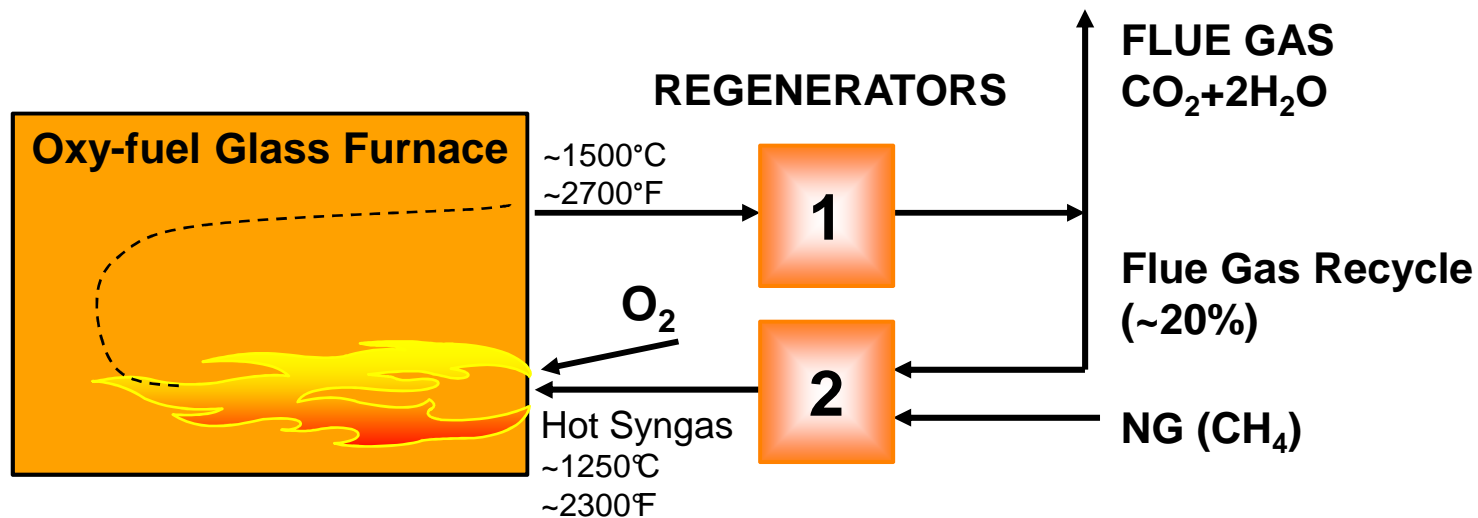 FLUE GAS
CO₂+2H₂O
REGENERATORS
Oxy-fuel Glass Furnace
~1500°C
~2700°F
1
Flue Gas Recycle
(~20%)
O₂
2
NG (CH₄)
Hot Syngas
~1250°C
~2300°F